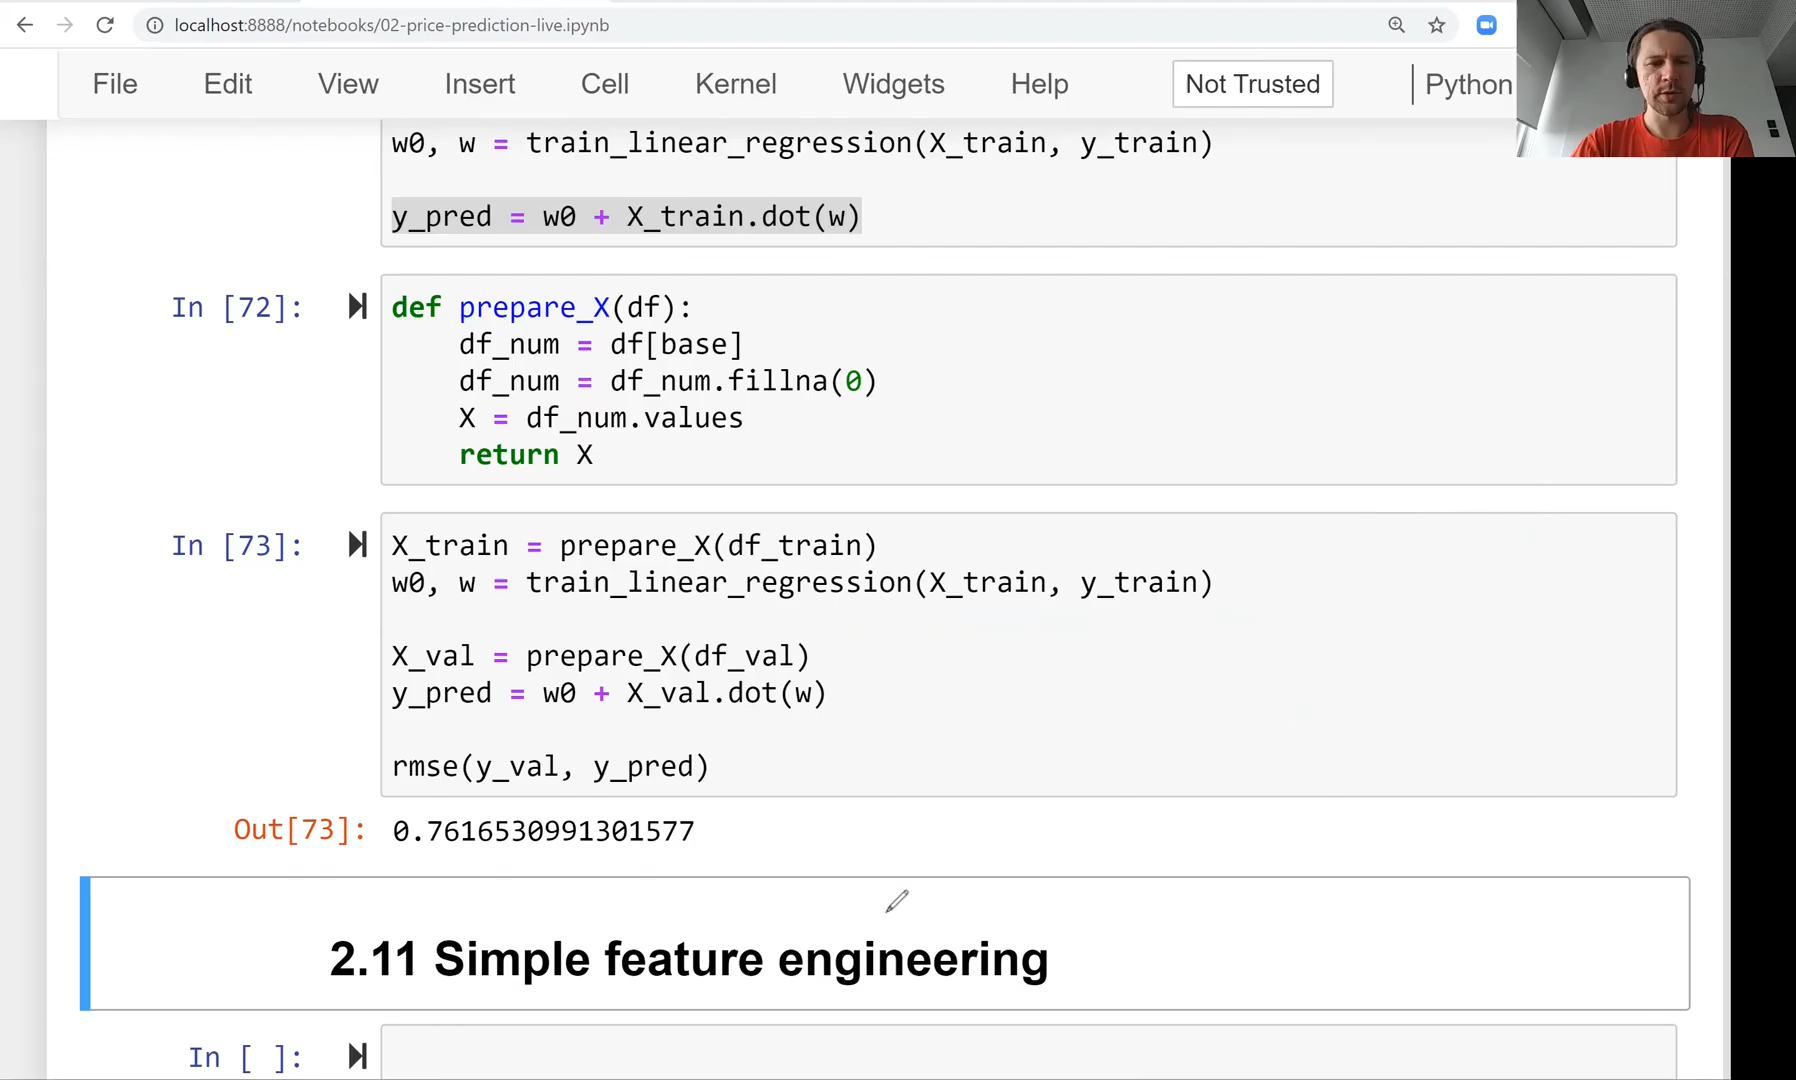 localhost:8888/notebooks/02-price-prediction-live.ipynb
File Edit View Insert Cell Kernel Widgets Help Not Trusted Python
w0, w = train_linear_regression(X_train, y_train)
y_pred = w0 + X_train.dot(w)
In [72]: def prepare_X(df):
df_num = df[base]
df_num = df_num.fillna(0)
X = df_num.values
return X
In [73]: X_train = prepare_X(df_train)
w0, w = train_linear_regression(X_train, y_train)
X_val = prepare_X(df_val)
y_pred = w0 + X_val.dot(w)
rmse(y_val, y_pred)
Out[73]: 0.7616530991301577
2.11 Simple feature engineering
In [ ]: